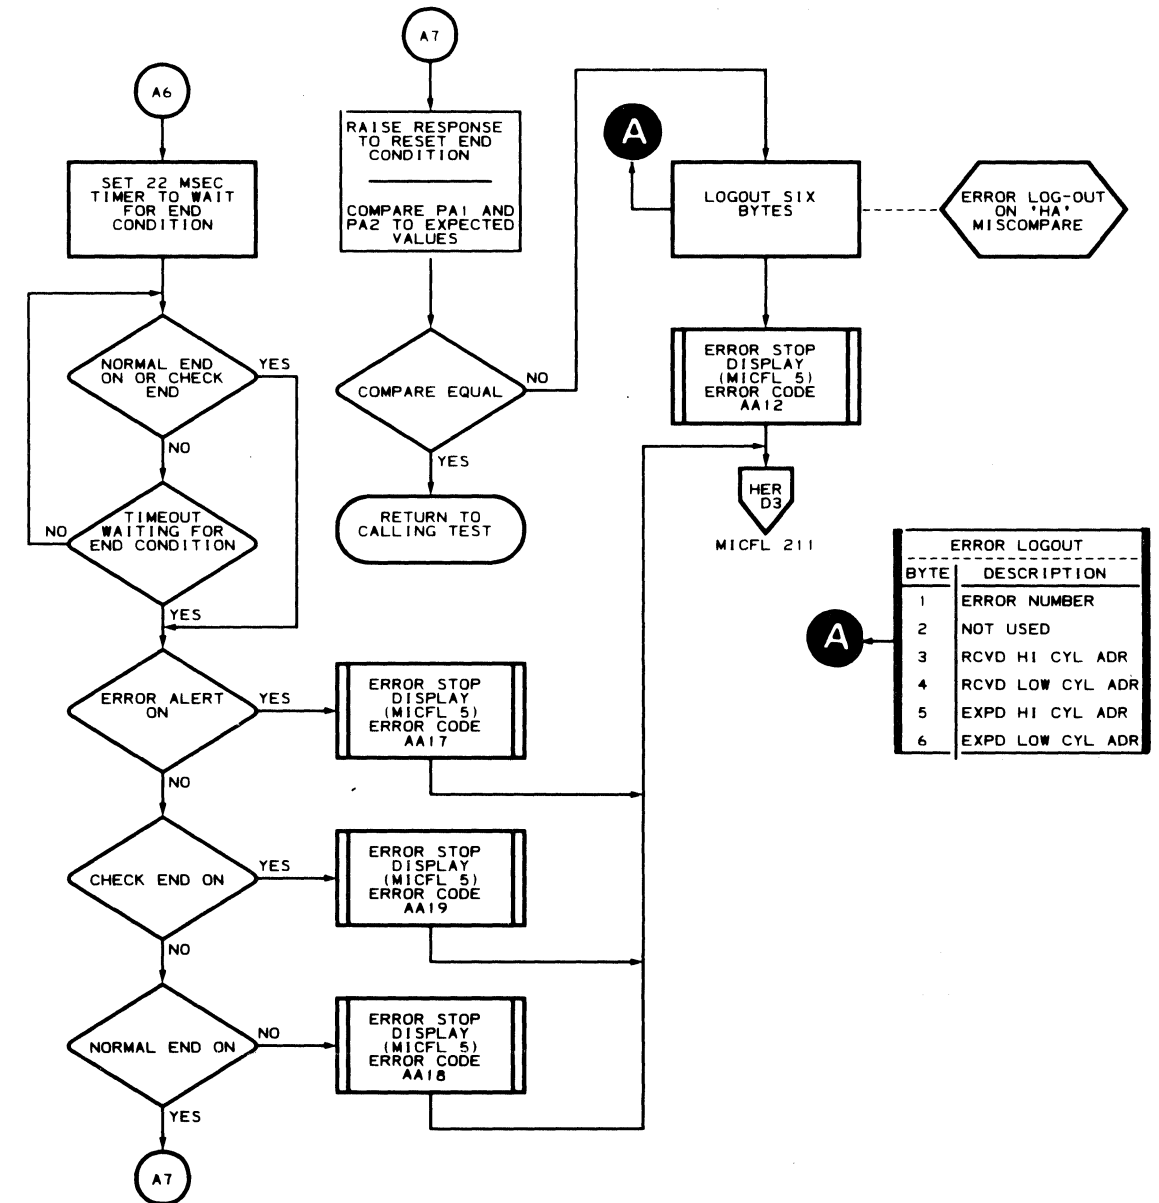 A6
SET 22 MSEC
TIMER TO WAIT
FOR END
CONDITION
NORMAL END
ON OR CHECK
END
YES
NO
TIMEOUT
WAITING FOR
END CONDITION
NO
YES
ERROR ALERT
ON
YES
NO
ERROR STOP
DISPLAY
(MICFL 5)
ERROR CODE
AA17
CHECK END ON
YES
NO
ERROR STOP
DISPLAY
(MICFL 5)
ERROR CODE
AA19
NORMAL END ON
NO
YES
ERROR STOP
DISPLAY
(MICFL 5)
ERROR CODE
AA18
A7
A7
RAISE RESPONSE
TO RESET END
CONDITION
COMPARE PA1 AND
PA2 TO EXPECTED
VALUES
COMPARE EQUAL
NO
YES
RETURN TO
CALLING TEST
A
LOGOUT SIX
BYTES
ERROR LOG-OUT
ON 'HA'
MISCOMPARE
ERROR STOP
DISPLAY
(MICFL 5)
ERROR CODE
AA12
HER
D3
MICFL 211
A
ERROR LOGOUT
BYTE DESCRIPTION
1 ERROR NUMBER
2 NOT USED
3 RCVD HI CYL ADR
4 RCVD LOW CYL ADR
5 EXPD HI CYL ADR
6 EXPD LOW CYL ADR